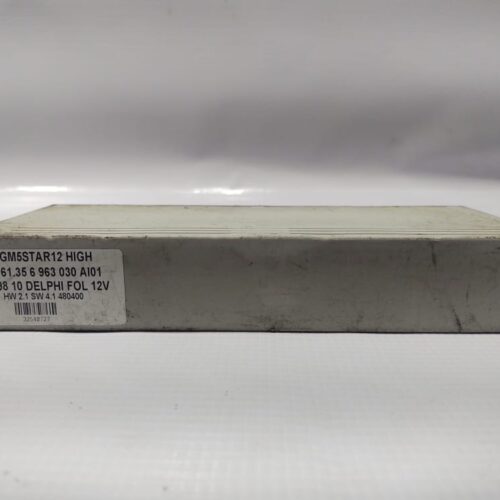 GM5STAR12 HIGH
61.35 6 963 030 AI01
98 10 DELPHI FOL 12V
HW 2.1 SW 4.1 480400